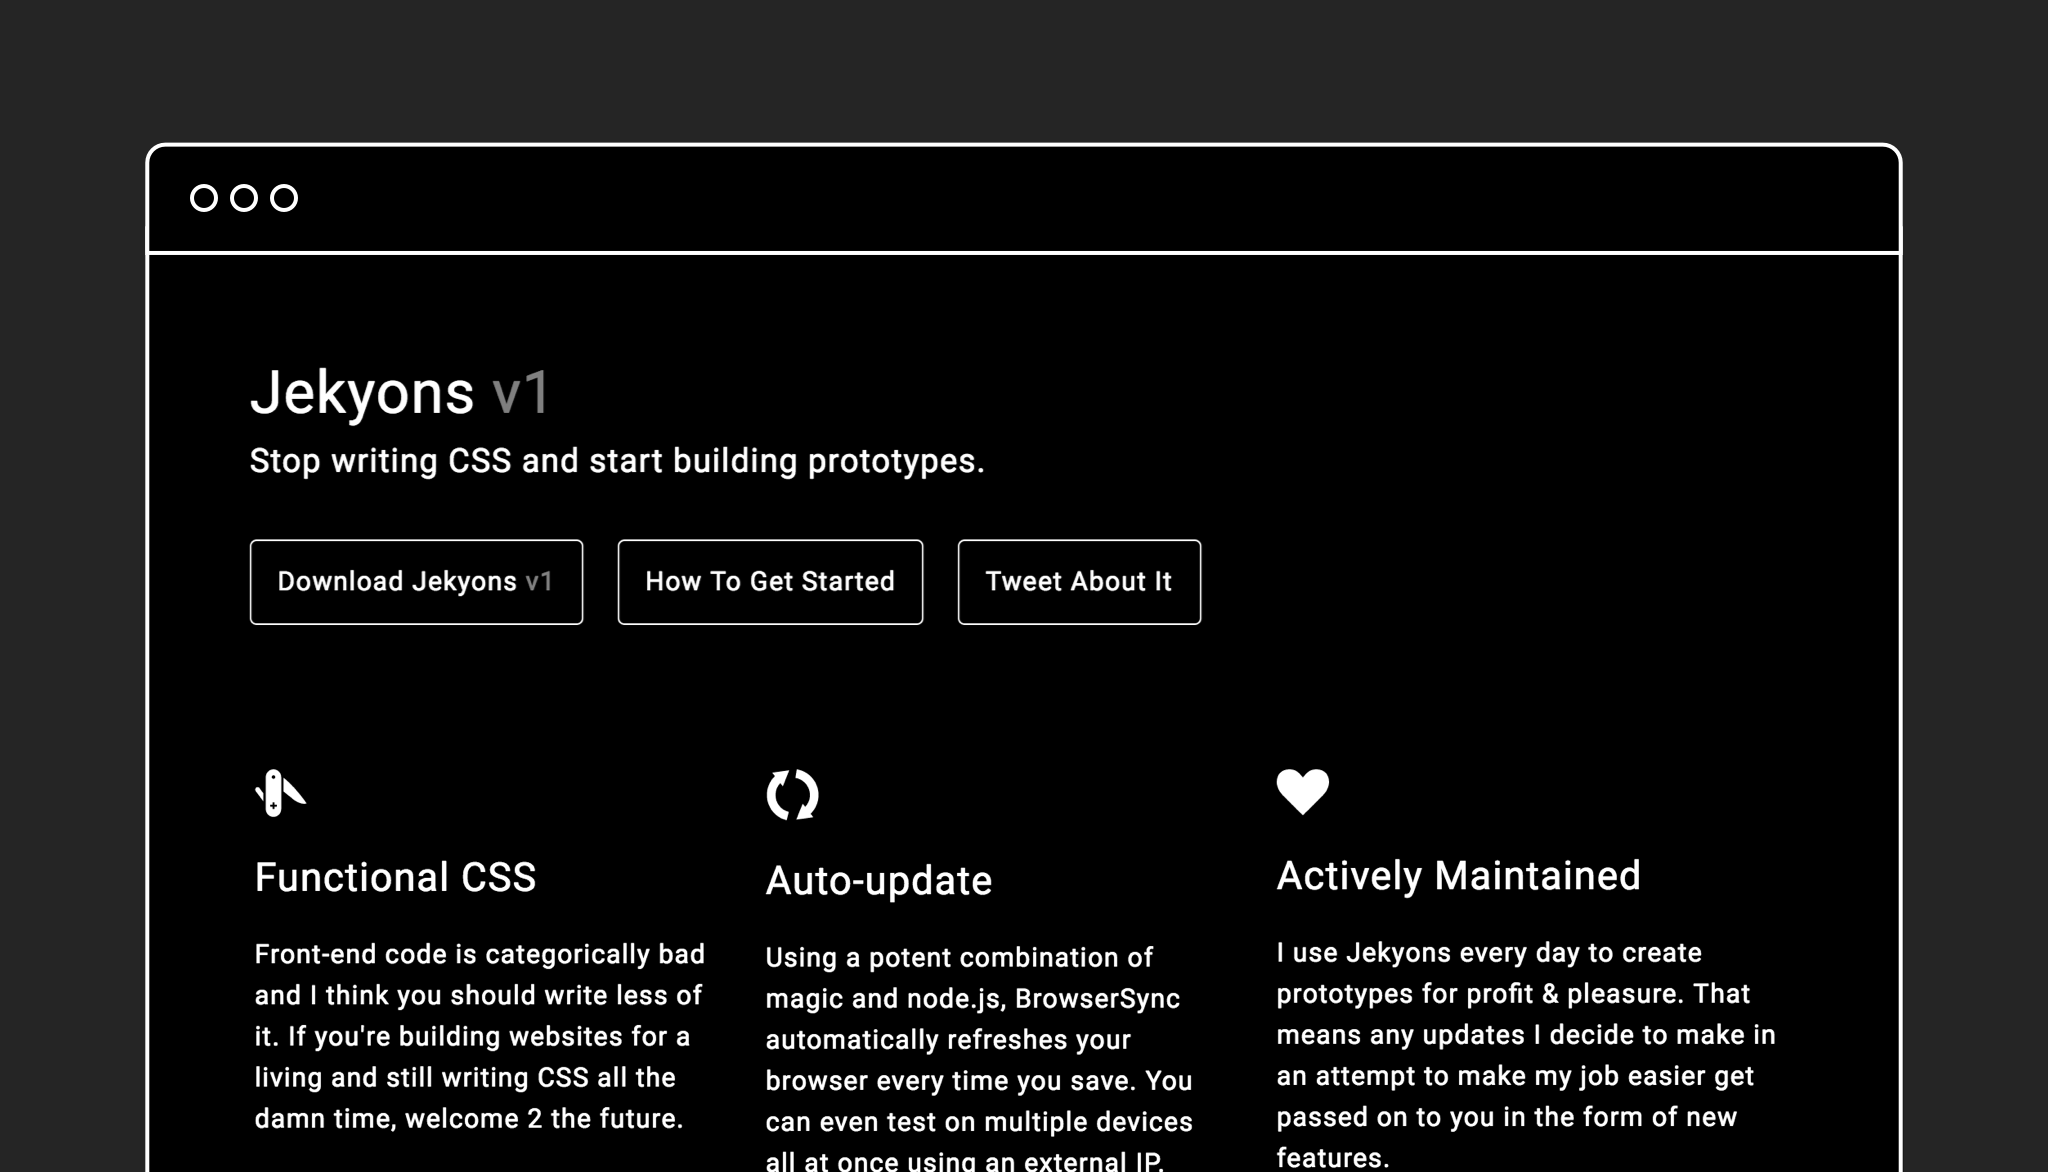 Jekyons v1
Stop writing CSS and start building prototypes.
Download Jekyons v1
How To Get Started
Tweet About It
Functional CSS
Front-end code is categorically bad
and I think you should write less of
it. If you're building websites for a
living and still writing CSS all the
damn time, welcome 2 the future.
Auto-update
Using a potent combination of
magic and node.js, BrowserSync
automatically refreshes your
browser every time you save. You
can even test on multiple devices
all at once using an external IP.
Actively Maintained
I use Jekyons every day to create
prototypes for profit & pleasure. That
means any updates I decide to make in
an attempt to make my job easier get
passed on to you in the form of new
features.